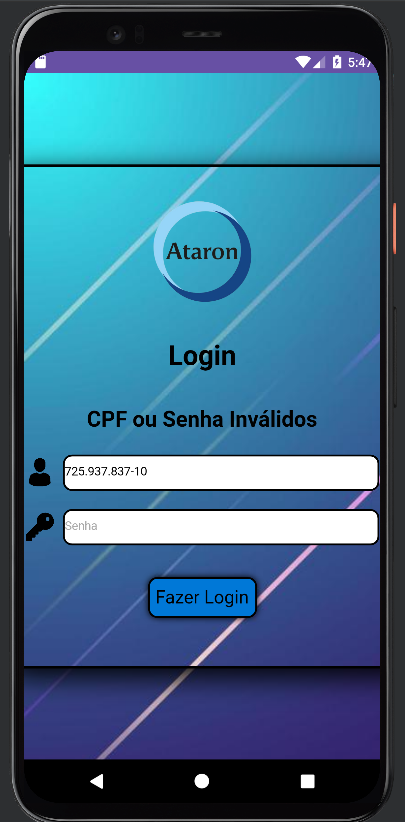 5:47
Ataron
Login
CPF ou Senha Inválidos
725.937.837-10
Senha
Fazer Login